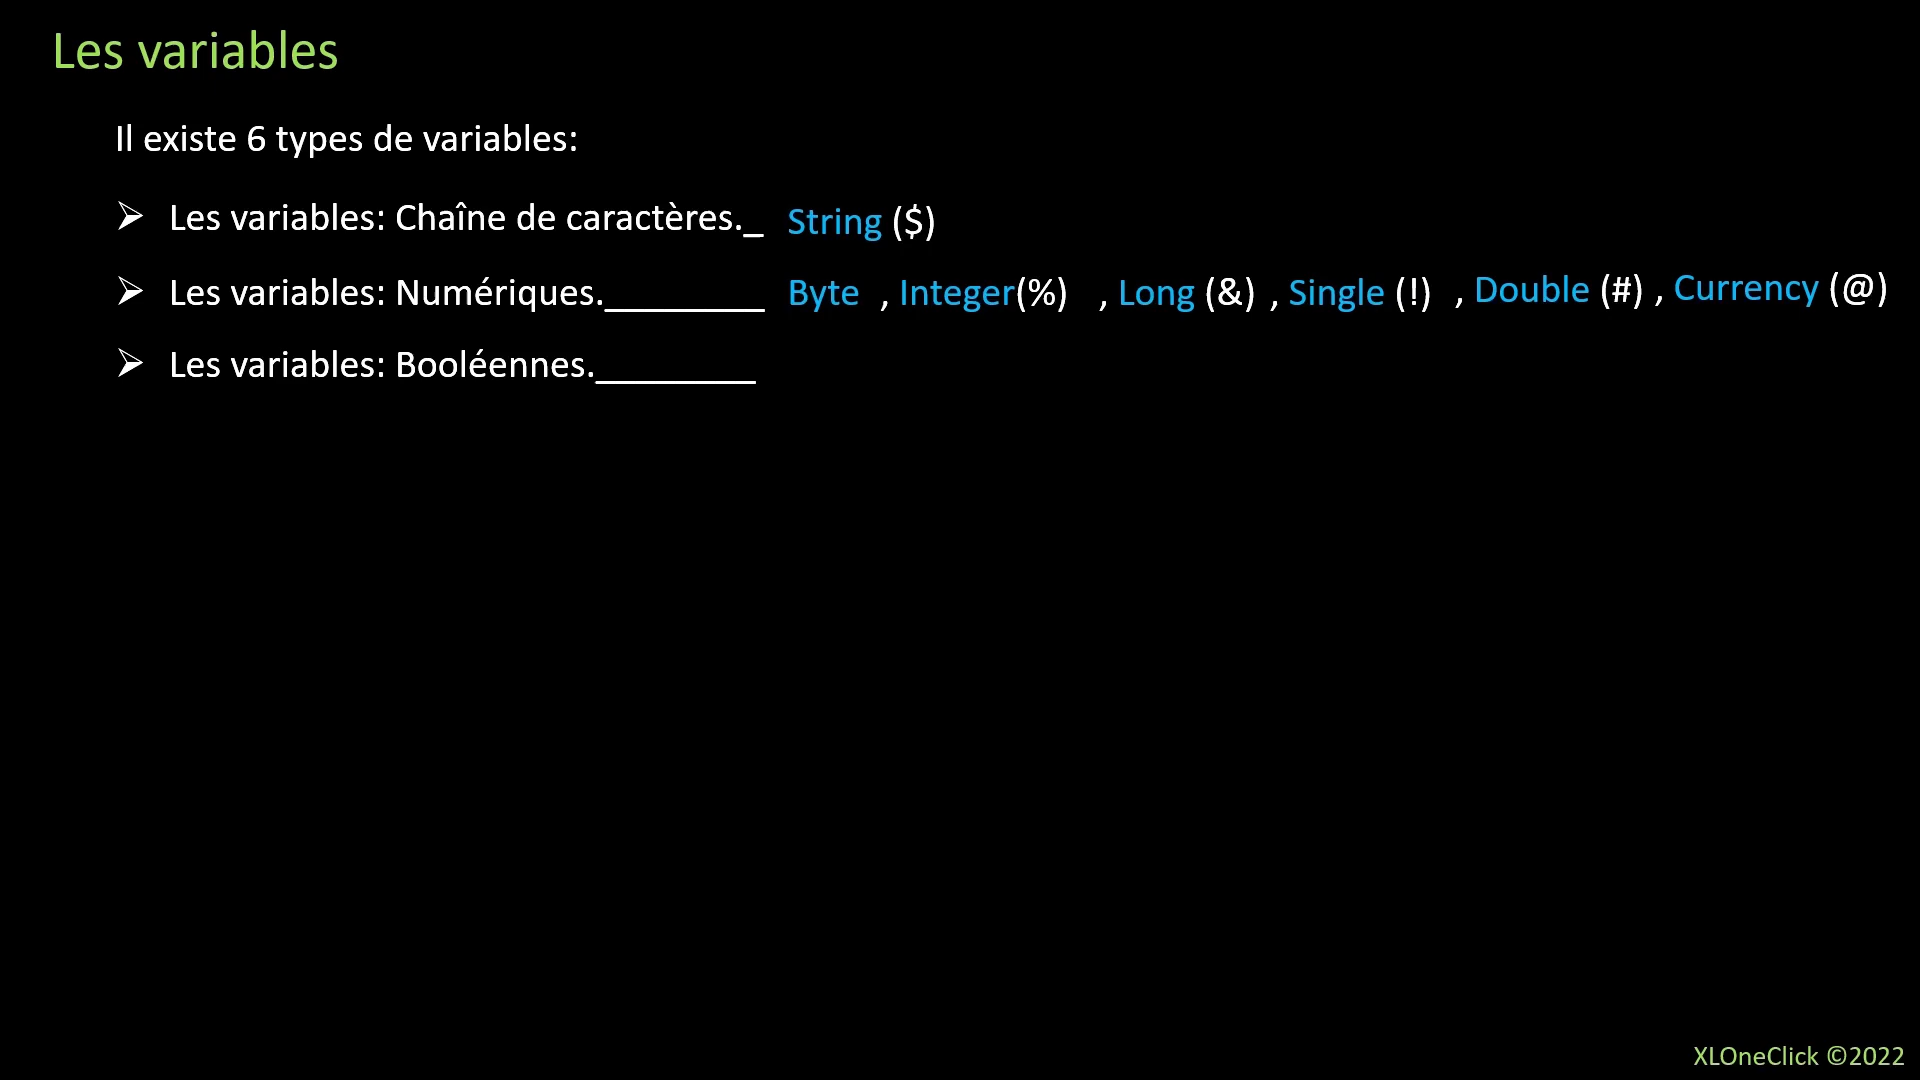 Les variables
Il existe 6 types de variables:
➢ Les variables: Chaîne de caractères._ String ($)
➢ Les variables: Numériques.________ Byte , Integer(%) , Long (&) , Single (!) , Double (#) , Currency (@)
➢ Les variables: Booléennes.________
XLOneClick ©2022